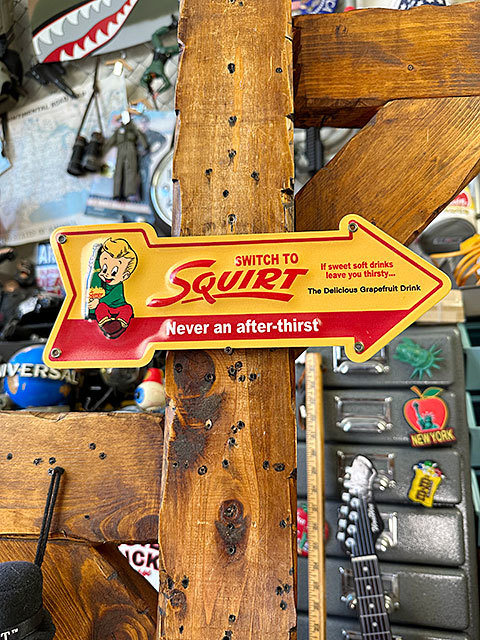 SWITCH TO
SQUIRT
If sweet soft drinks
leave you thirsty...
The Delicious Grapefruit Drink
Never an after-thirst
UNIVERSAL
NEW YORK